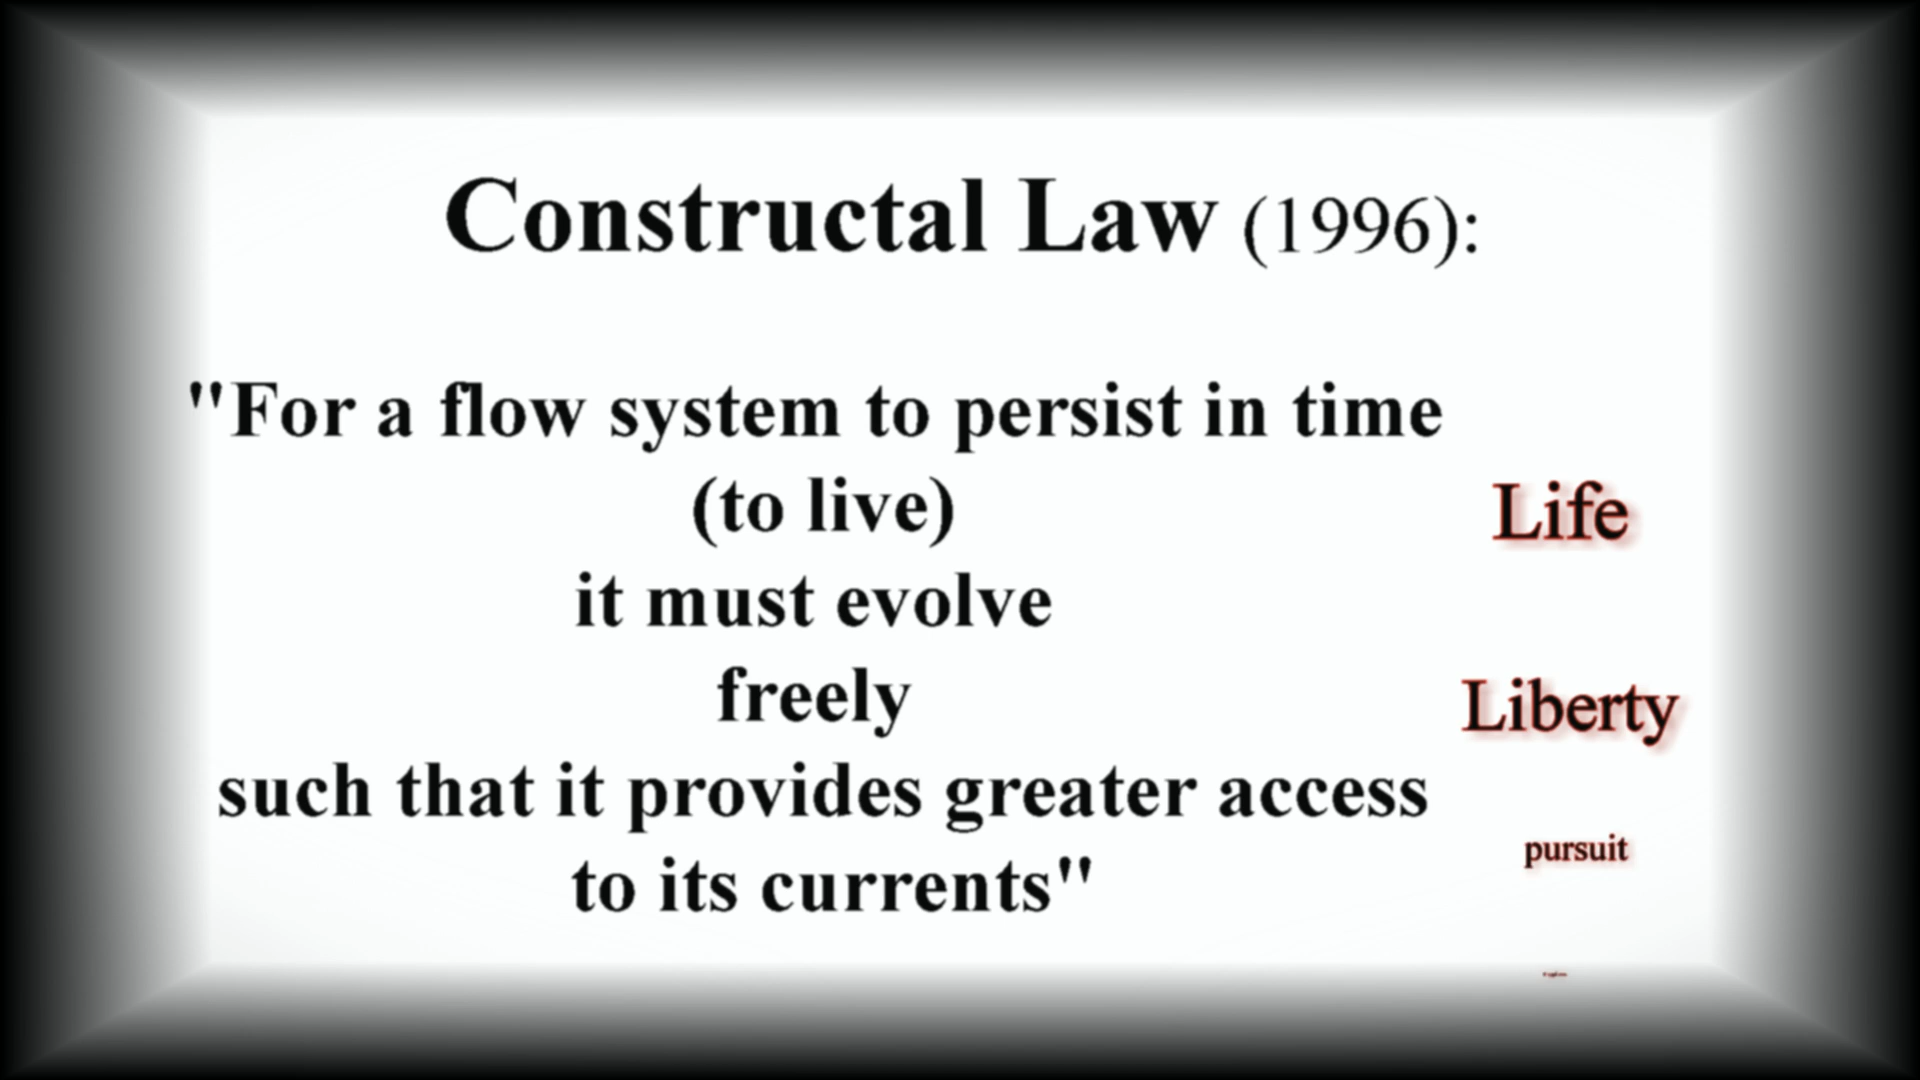 Constructal Law (1996):
"For a flow system to persist in time
(to live)
it must evolve
freely
such that it provides greater access
to its currents"
Life
Liberty
pursuit